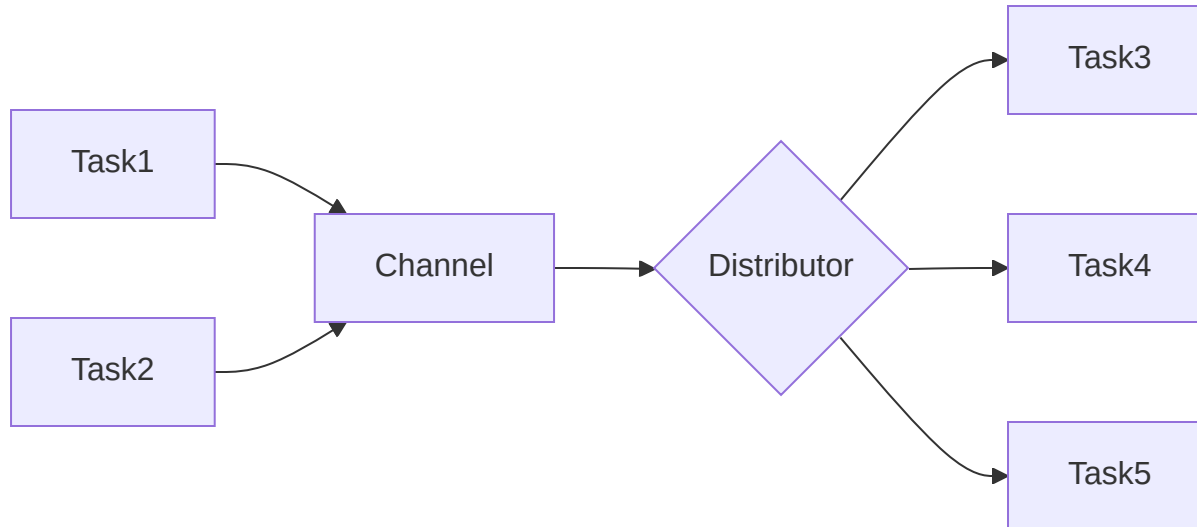 Task1
Task2
Channel
Distributor
Task3
Task4
Task5